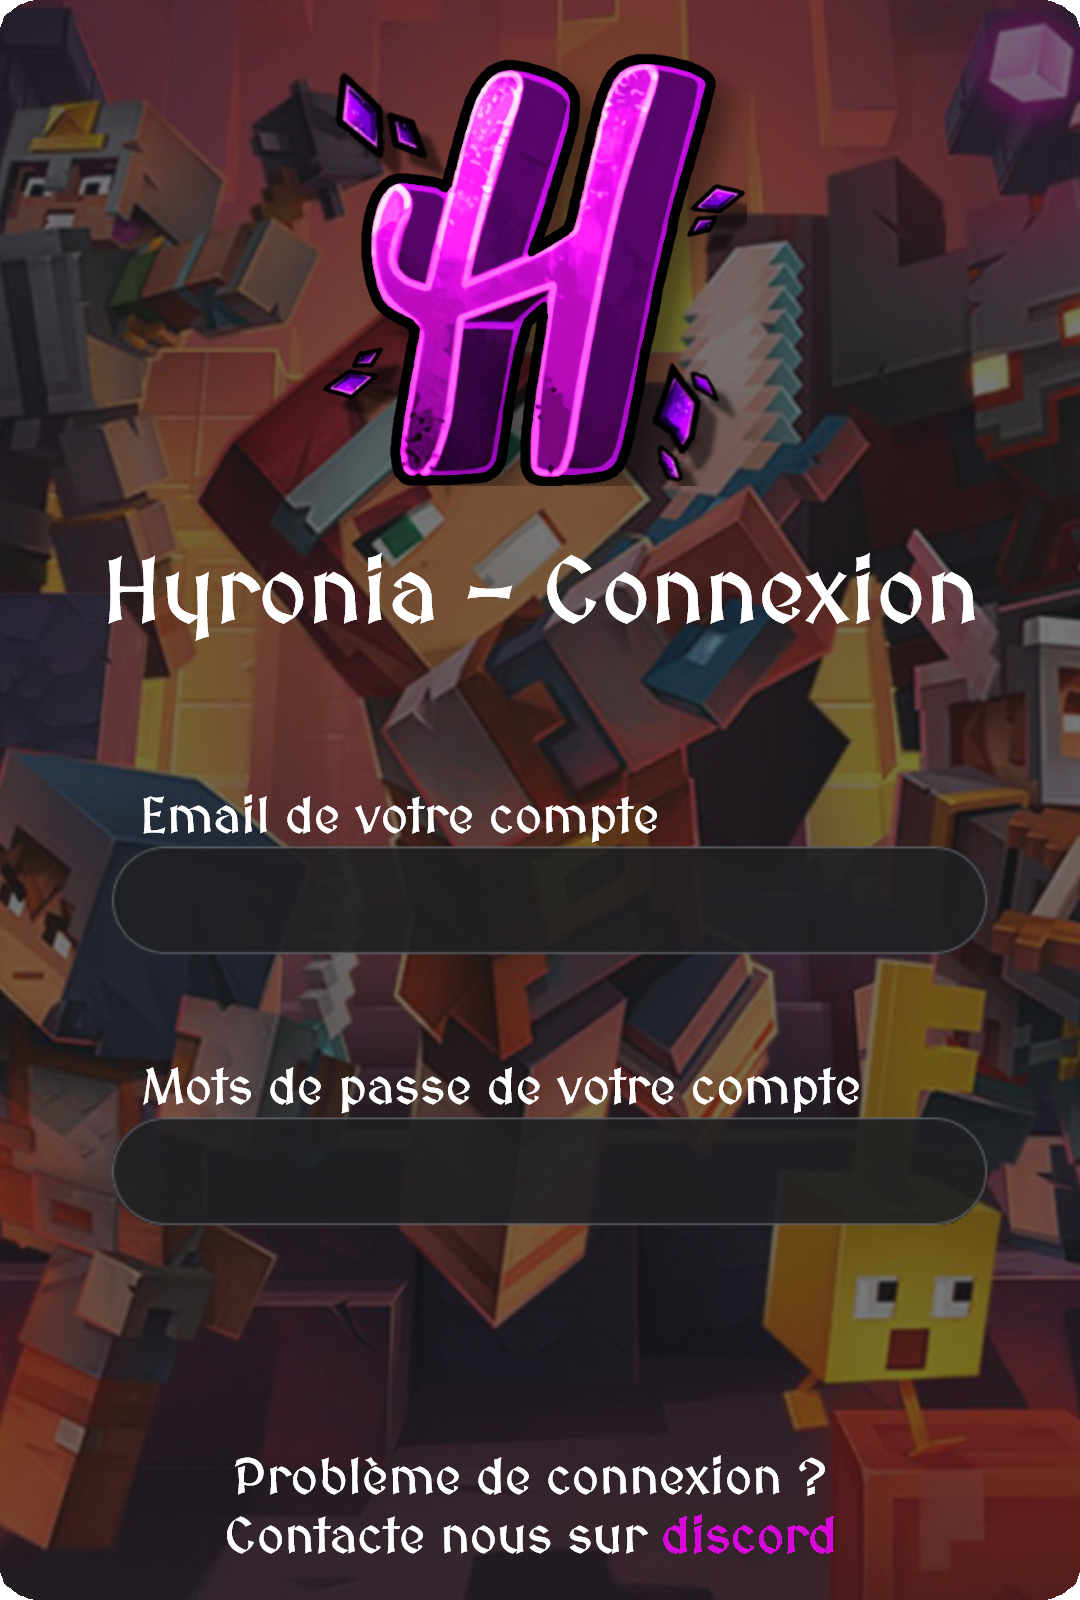 H
Hyronia - Connexion
Email de votre compte
Mots de passe de votre compte
Problème de connexion ?
Contacte nous sur discord